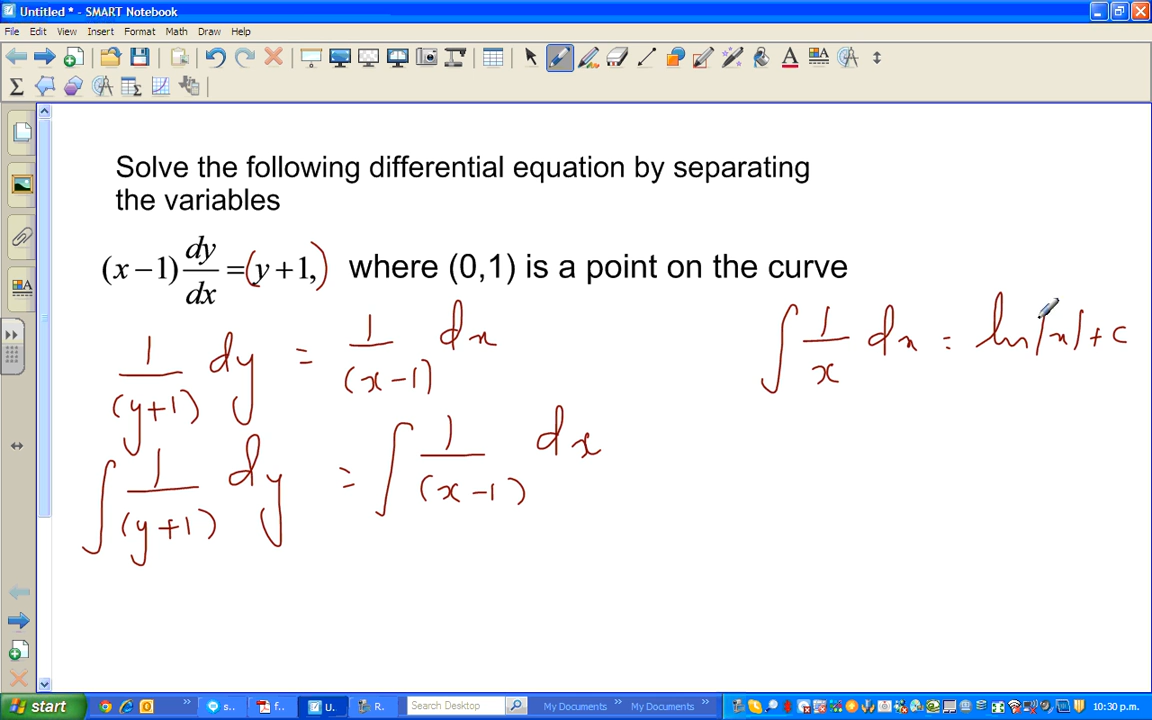 Untitled * - SMART Notebook
File Edit View Insert Format Math Draw Help
Solve the following differential equation by separating
the variables
(x − 1) dy/dx = (y + 1,) where (0,1) is a point on the curve
1/(y+1) dy = 1/(x−1) dx
∫ 1/x dx = ln|x| + c
∫ 1/(y+1) dy = ∫ 1/(x−1) dx
start s... f... U. R. Search Desktop My Documents » My Documents » 10:30 p.m.